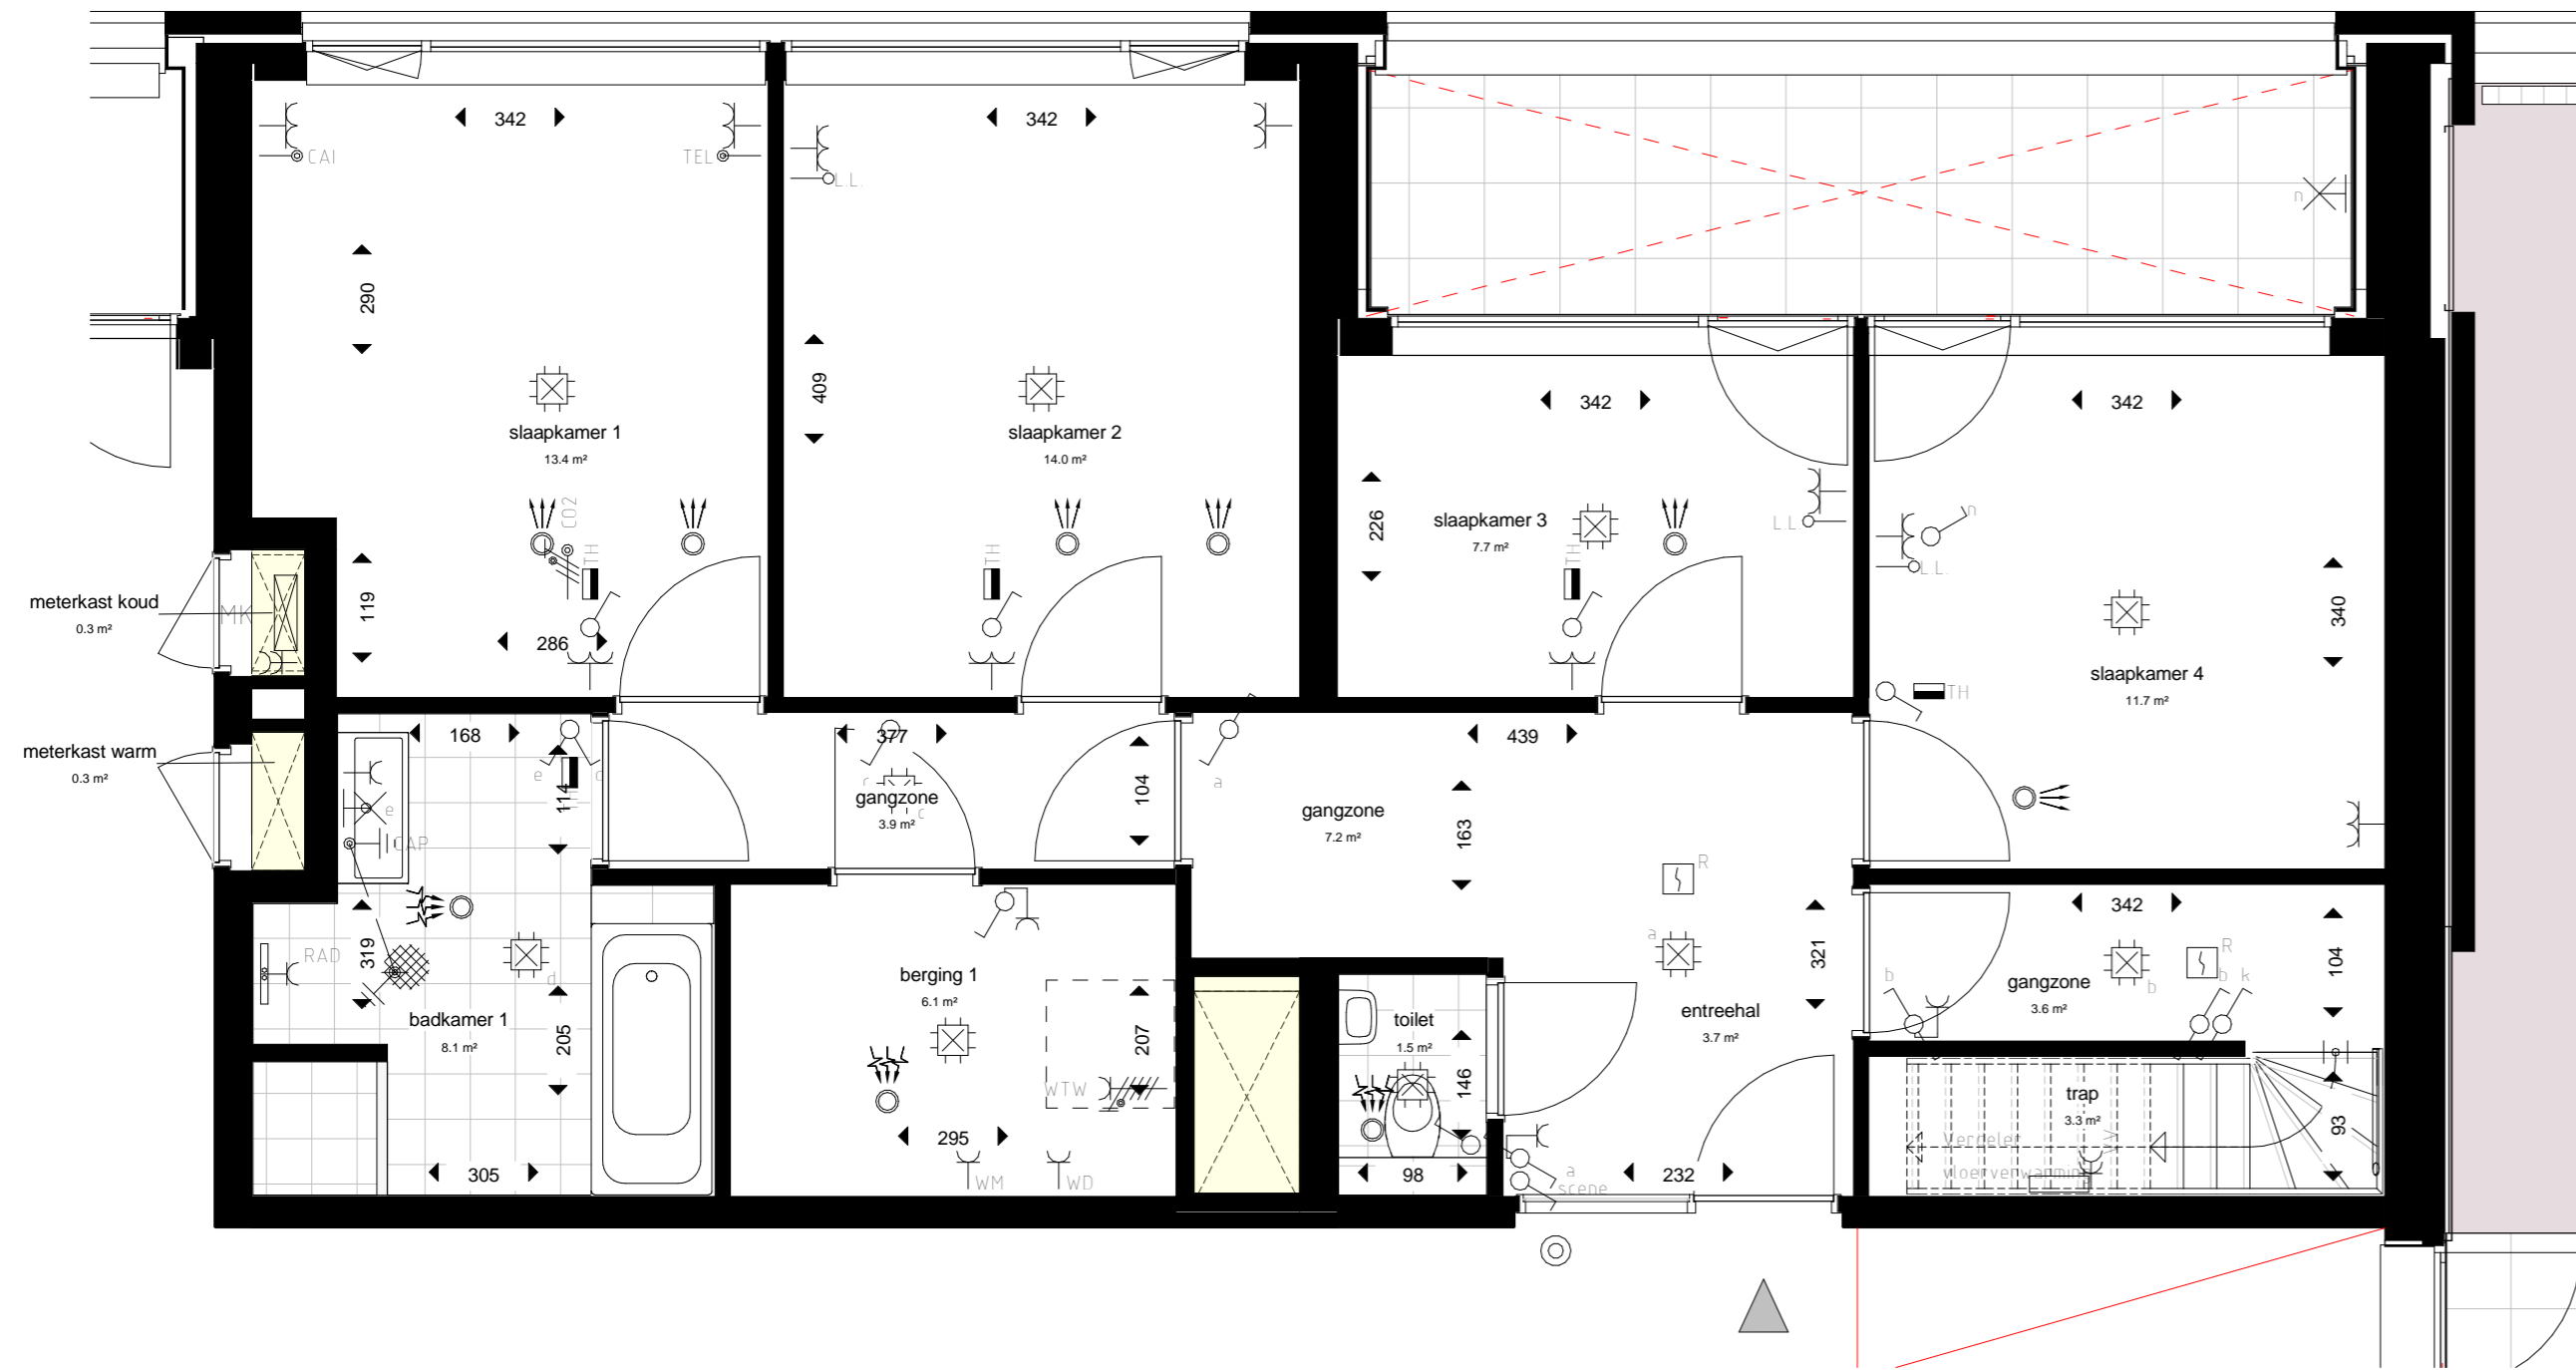 342
342
CAI
TEL
L.L.
n
290
409
342
342
slaapkamer 1
13.4 m²
slaapkamer 2
14.0 m²
226
slaapkamer 3
7.7 m²
L.L.
n
L.L.
CO2
TH
TH
TH
340
meterkast koud
0.3 m²
MK
119
286
slaapkamer 4
11.7 m²
TH
168
377
439
meterkast warm
0.3 m²
e
d
114
c
a
104
gangzone
3.9 m²
c
gangzone
7.2 m²
163
e
CAP
R
342
319
RAD
d
badkamer 1
8.1 m²
205
berging 1
6.1 m²
207
WTW
a
321
entreehal
3.7 m²
b
gangzone
3.6 m²
b
R
b
k
104
toilet
1.5 m²
146
trap
3.3 m²
93
Verdeler
vloerverwarming
VV
295
305
WM
WD
98
a
scene
232